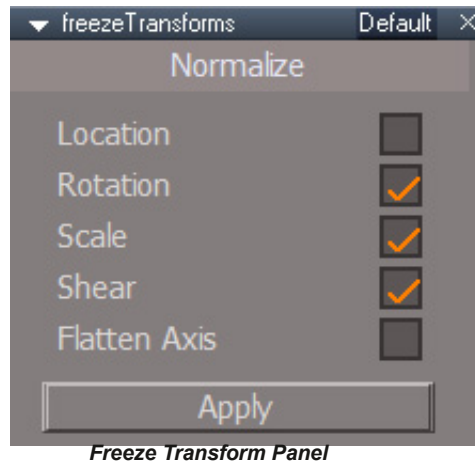 freezeTransforms Default
Normalize
Location
Rotation
Scale
Shear
Flatten Axis
Apply
Freeze Transform Panel